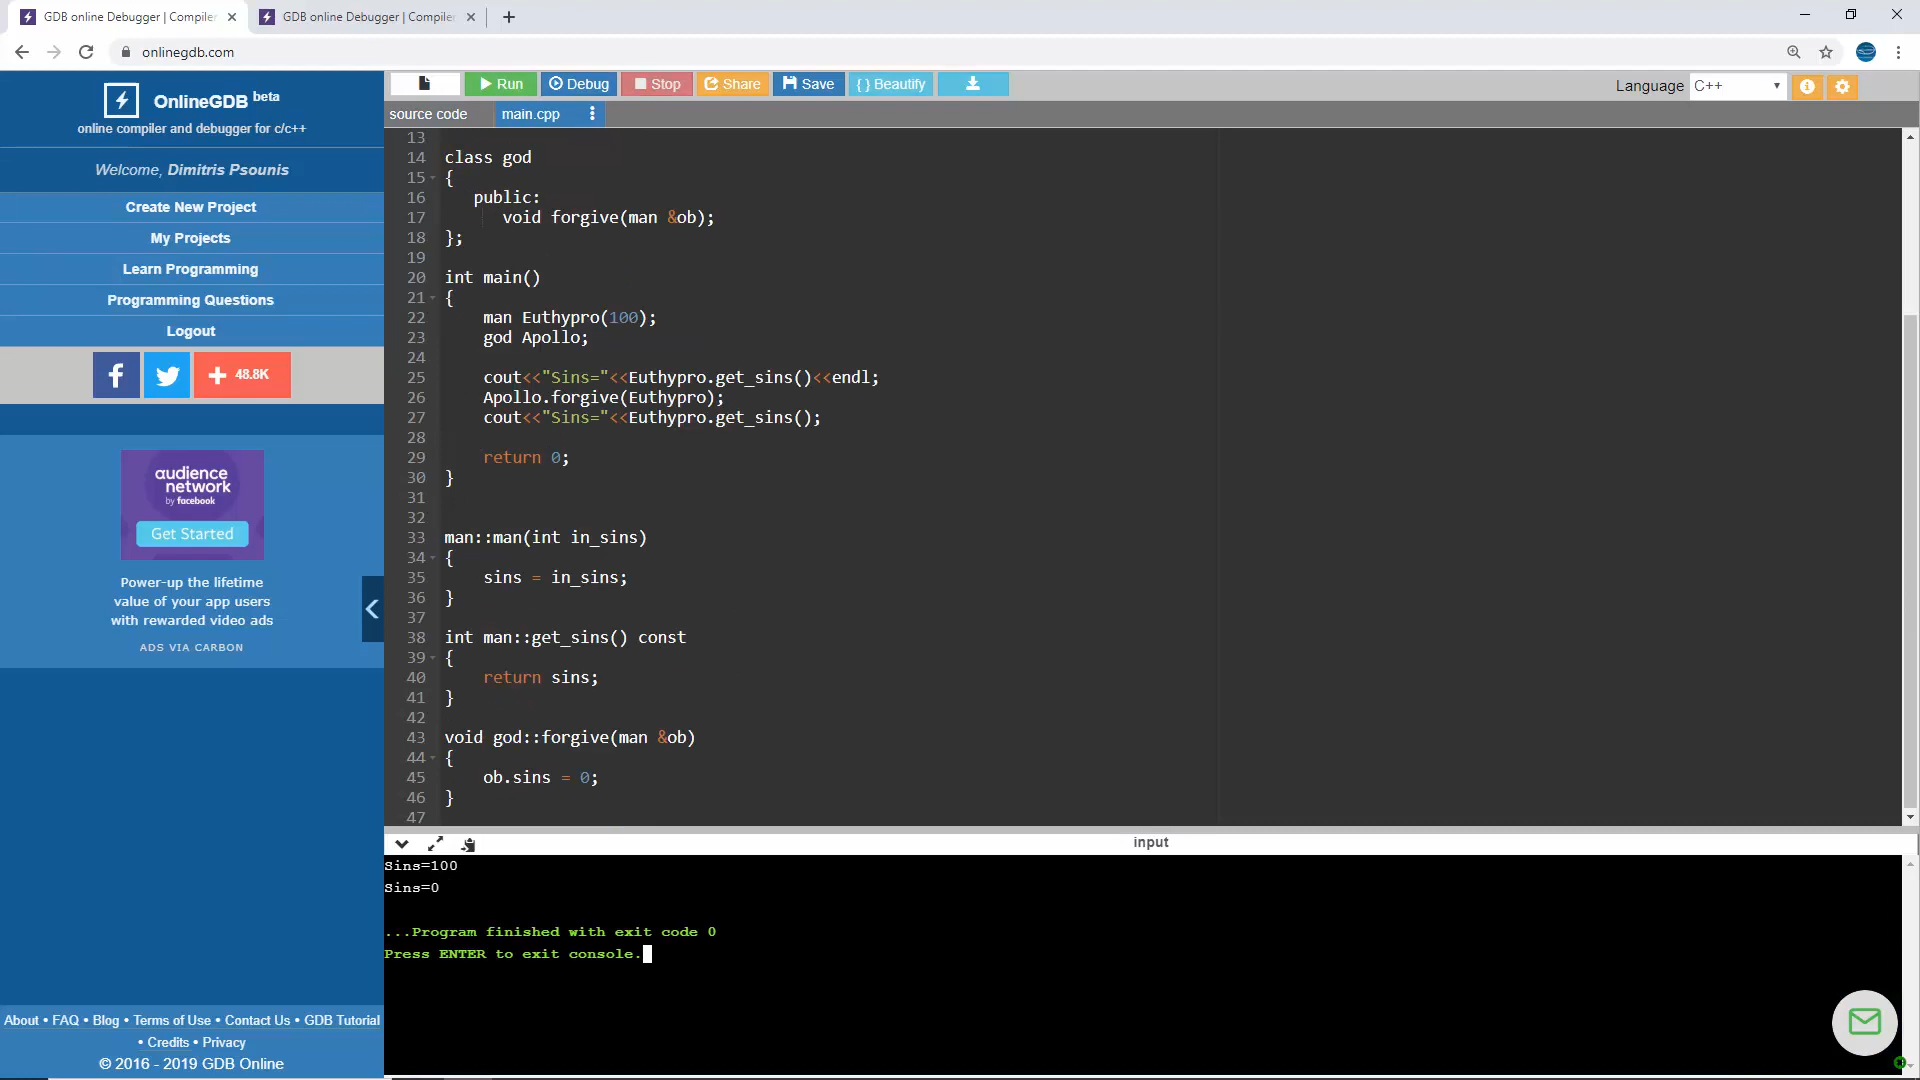 GDB online Debugger | Compiler
GDB online Debugger | Compiler
onlinegdb.com
OnlineGDB beta
online compiler and debugger for c/c++
Welcome, Dimitris Psounis
Create New Project
My Projects
Learn Programming
Programming Questions
Logout
48.8K
audience
network
by facebook
Get Started
Power-up the lifetime
value of your app users
with rewarded video ads
ADS VIA CARBON
About • FAQ • Blog • Terms of Use • Contact Us • GDB Tutorial
• Credits • Privacy
© 2016 - 2019 GDB Online
Run Debug Stop Share Save { } Beautify
Language C++
source code main.cpp
13
14 class god
15 {
16    public:
17       void forgive(man &ob);
18 };
19
20 int main()
21 {
22     man Euthypro(100);
23     god Apollo;
24
25     cout<<"Sins="<<Euthypro.get_sins()<<endl;
26     Apollo.forgive(Euthypro);
27     cout<<"Sins="<<Euthypro.get_sins();
28
29     return 0;
30 }
31
32
33 man::man(int in_sins)
34 {
35     sins = in_sins;
36 }
37
38 int man::get_sins() const
39 {
40     return sins;
41 }
42
43 void god::forgive(man &ob)
44 {
45     ob.sins = 0;
46 }
47
input
Sins=100
Sins=0
...Program finished with exit code 0
Press ENTER to exit console.